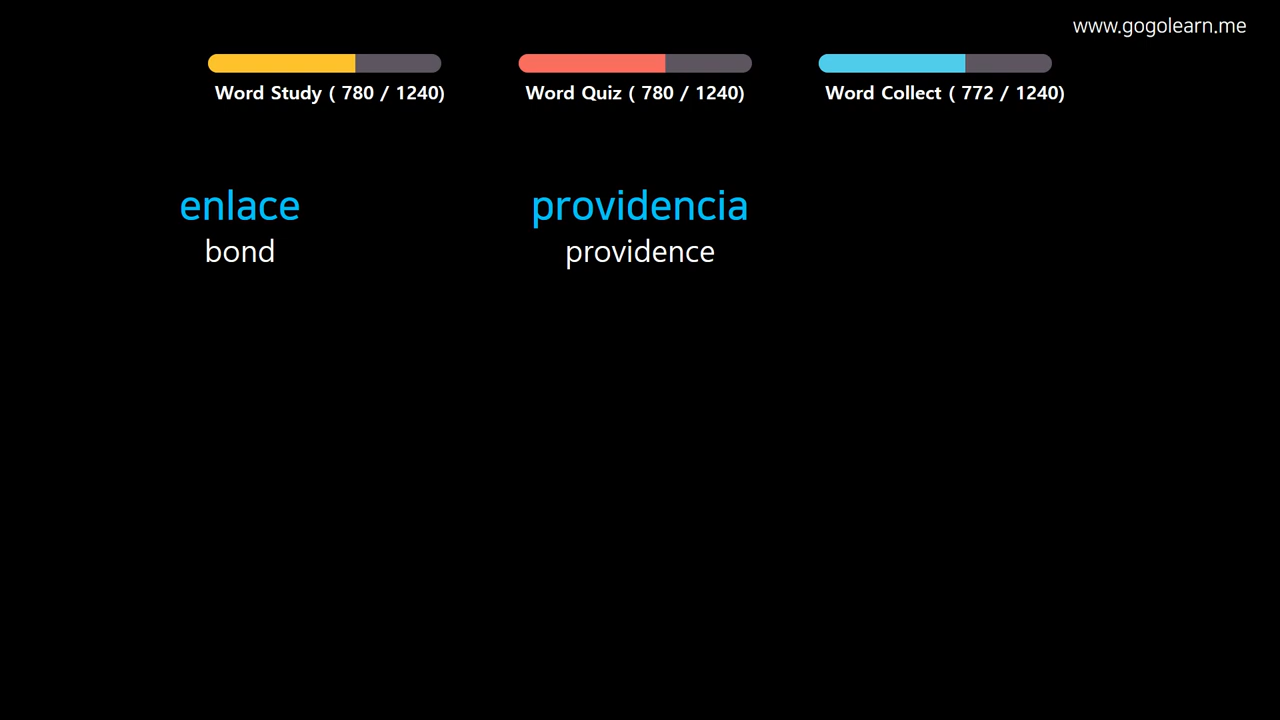 www.gogolearn.me
Word Study ( 780 / 1240)
Word Quiz ( 780 / 1240)
Word Collect ( 772 / 1240)
enlace
bond
providencia
providence